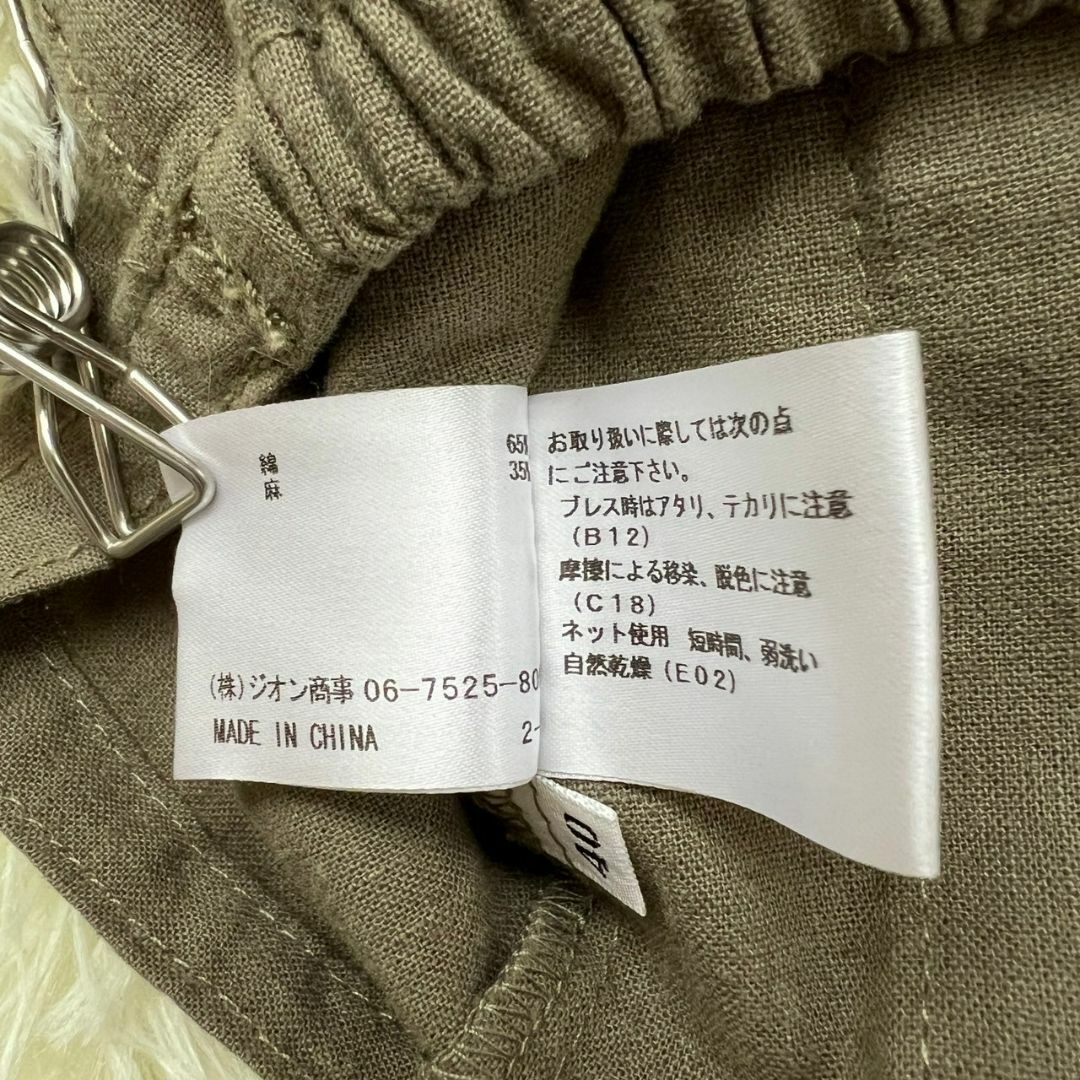 綿 65%
麻 35%
(株)ジオン商事 06-7525-80
MADE IN CHINA 2-
お取り扱いに際しては次の点
にご注意下さい。
プレス時はアタリ、テカリに注意
(B12)
摩擦による移染、脱色に注意
(C18)
ネット使用 短時間、弱洗い
自然乾燥(E02)
40